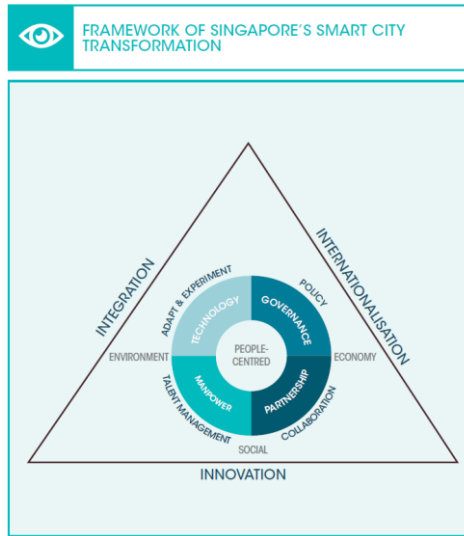 FRAMEWORK OF SINGAPORE'S SMART CITY
TRANSFORMATION
INTEGRATION
INTERNATIONALISATION
ADAPT & EXPERIMENT
POLICY
TECHNOLOGY
GOVERNANCE
ENVIRONMENT
PEOPLE-
CENTRED
ECONOMY
MANPOWER
PARTNERSHIP
TALENT MANAGEMENT
COLLABORATION
SOCIAL
INNOVATION